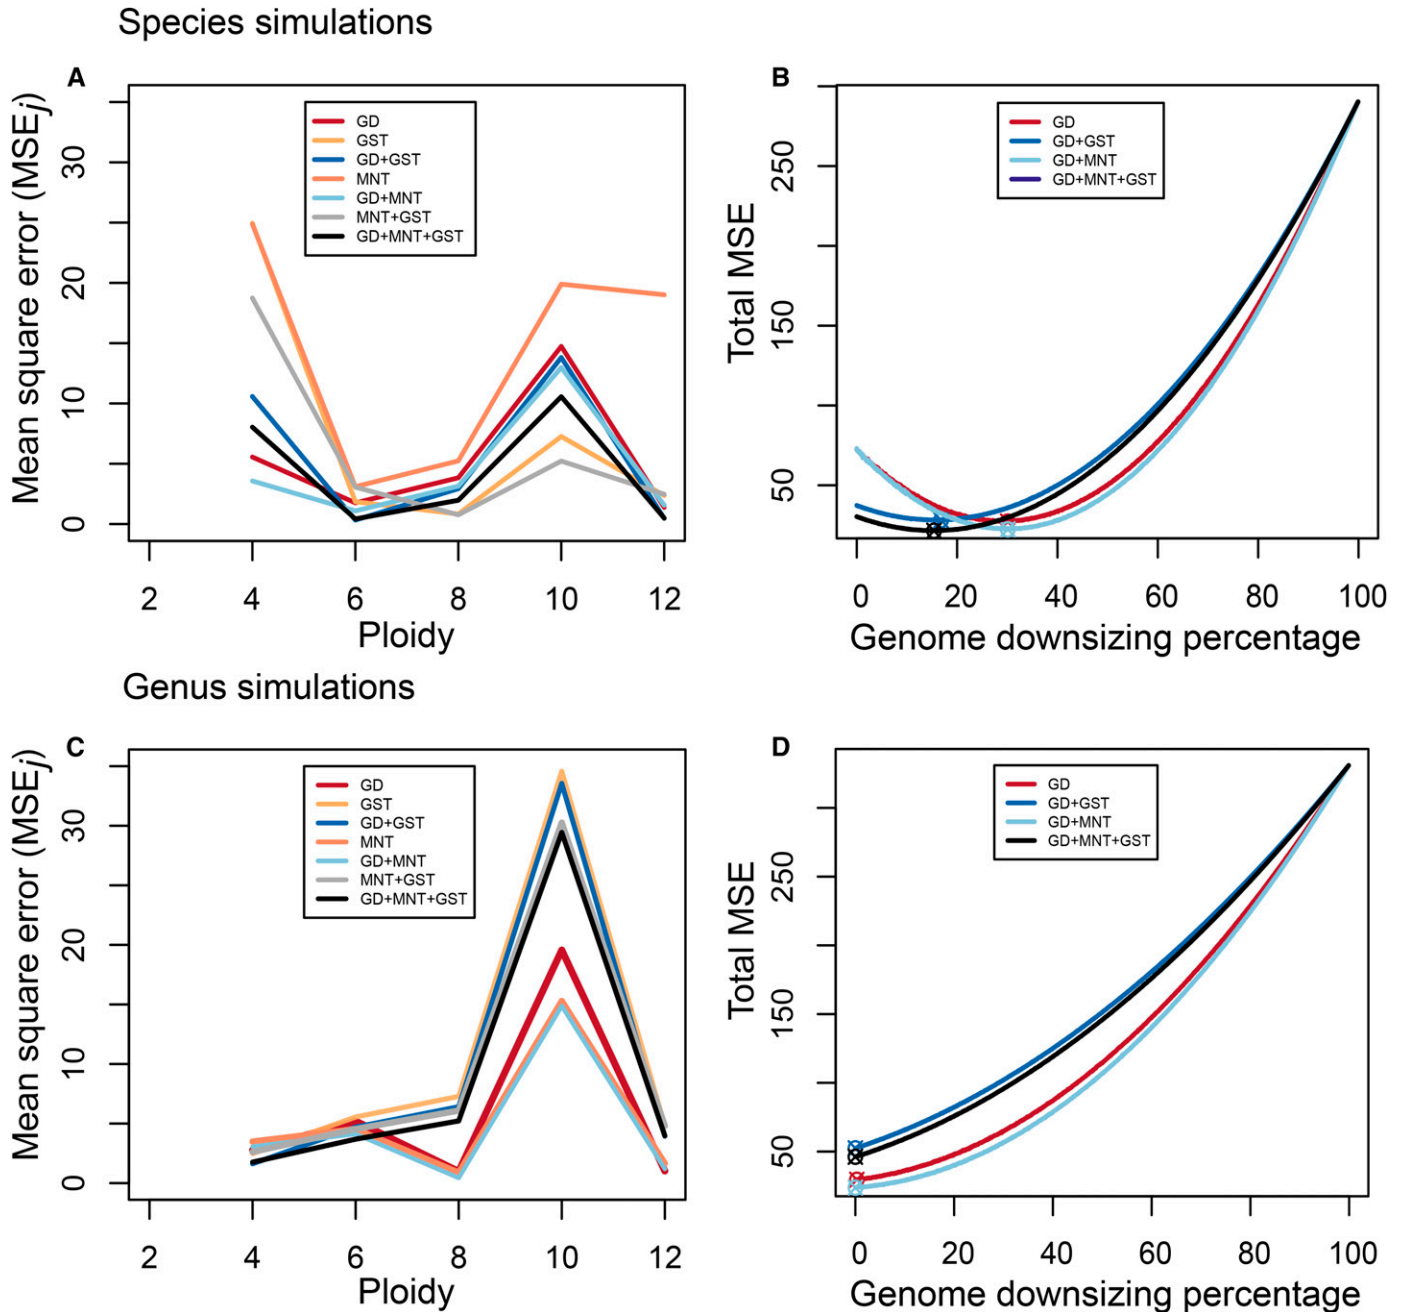 Species simulations
A
Mean square error (MSEj)
30
20
10
0
GD
GST
GD+GST
MNT
GD+MNT
MNT+GST
GD+MNT+GST
2 4 6 8 10 12
Ploidy
B
Total MSE
250
150
50
GD
GD+GST
GD+MNT
GD+MNT+GST
0 20 40 60 80 100
Genome downsizing percentage
Genus simulations
C
Mean square error (MSEj)
30
20
10
0
GD
GST
GD+GST
MNT
GD+MNT
MNT+GST
GD+MNT+GST
2 4 6 8 10 12
Ploidy
D
Total MSE
250
150
50
GD
GD+GST
GD+MNT
GD+MNT+GST
0 20 40 60 80 100
Genome downsizing percentage